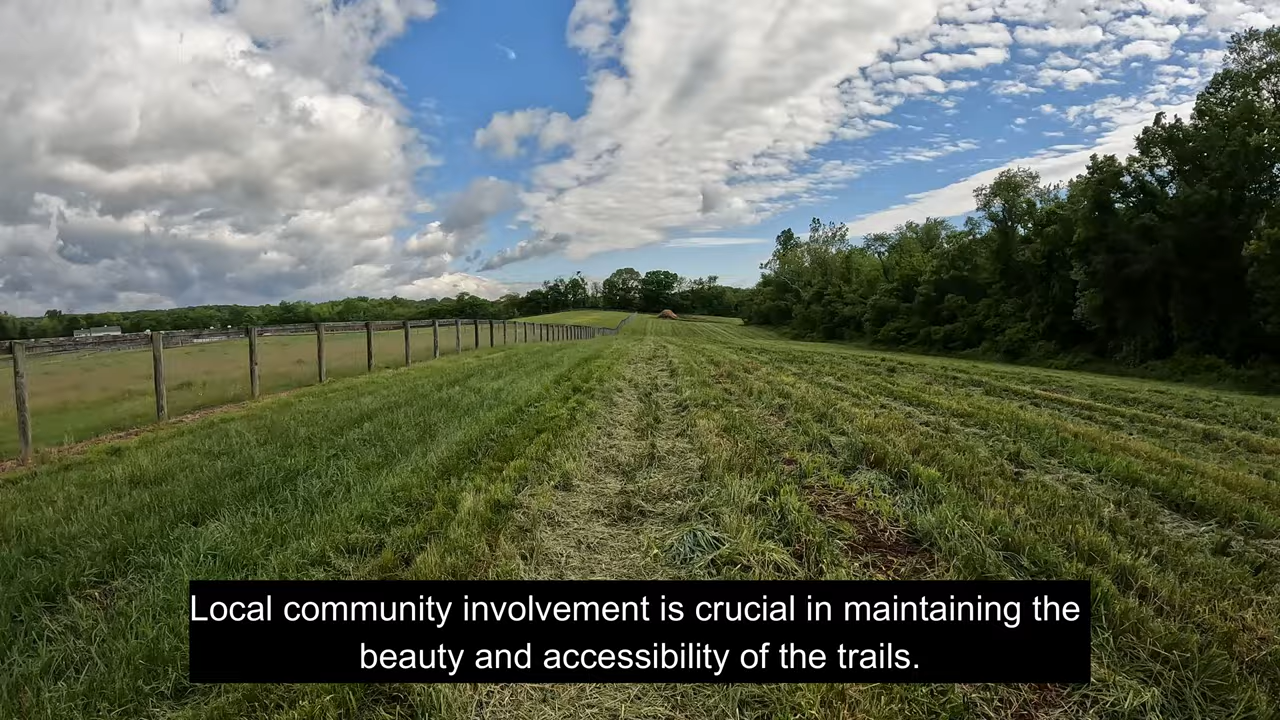 Local community involvement is crucial in maintaining the
beauty and accessibility of the trails.